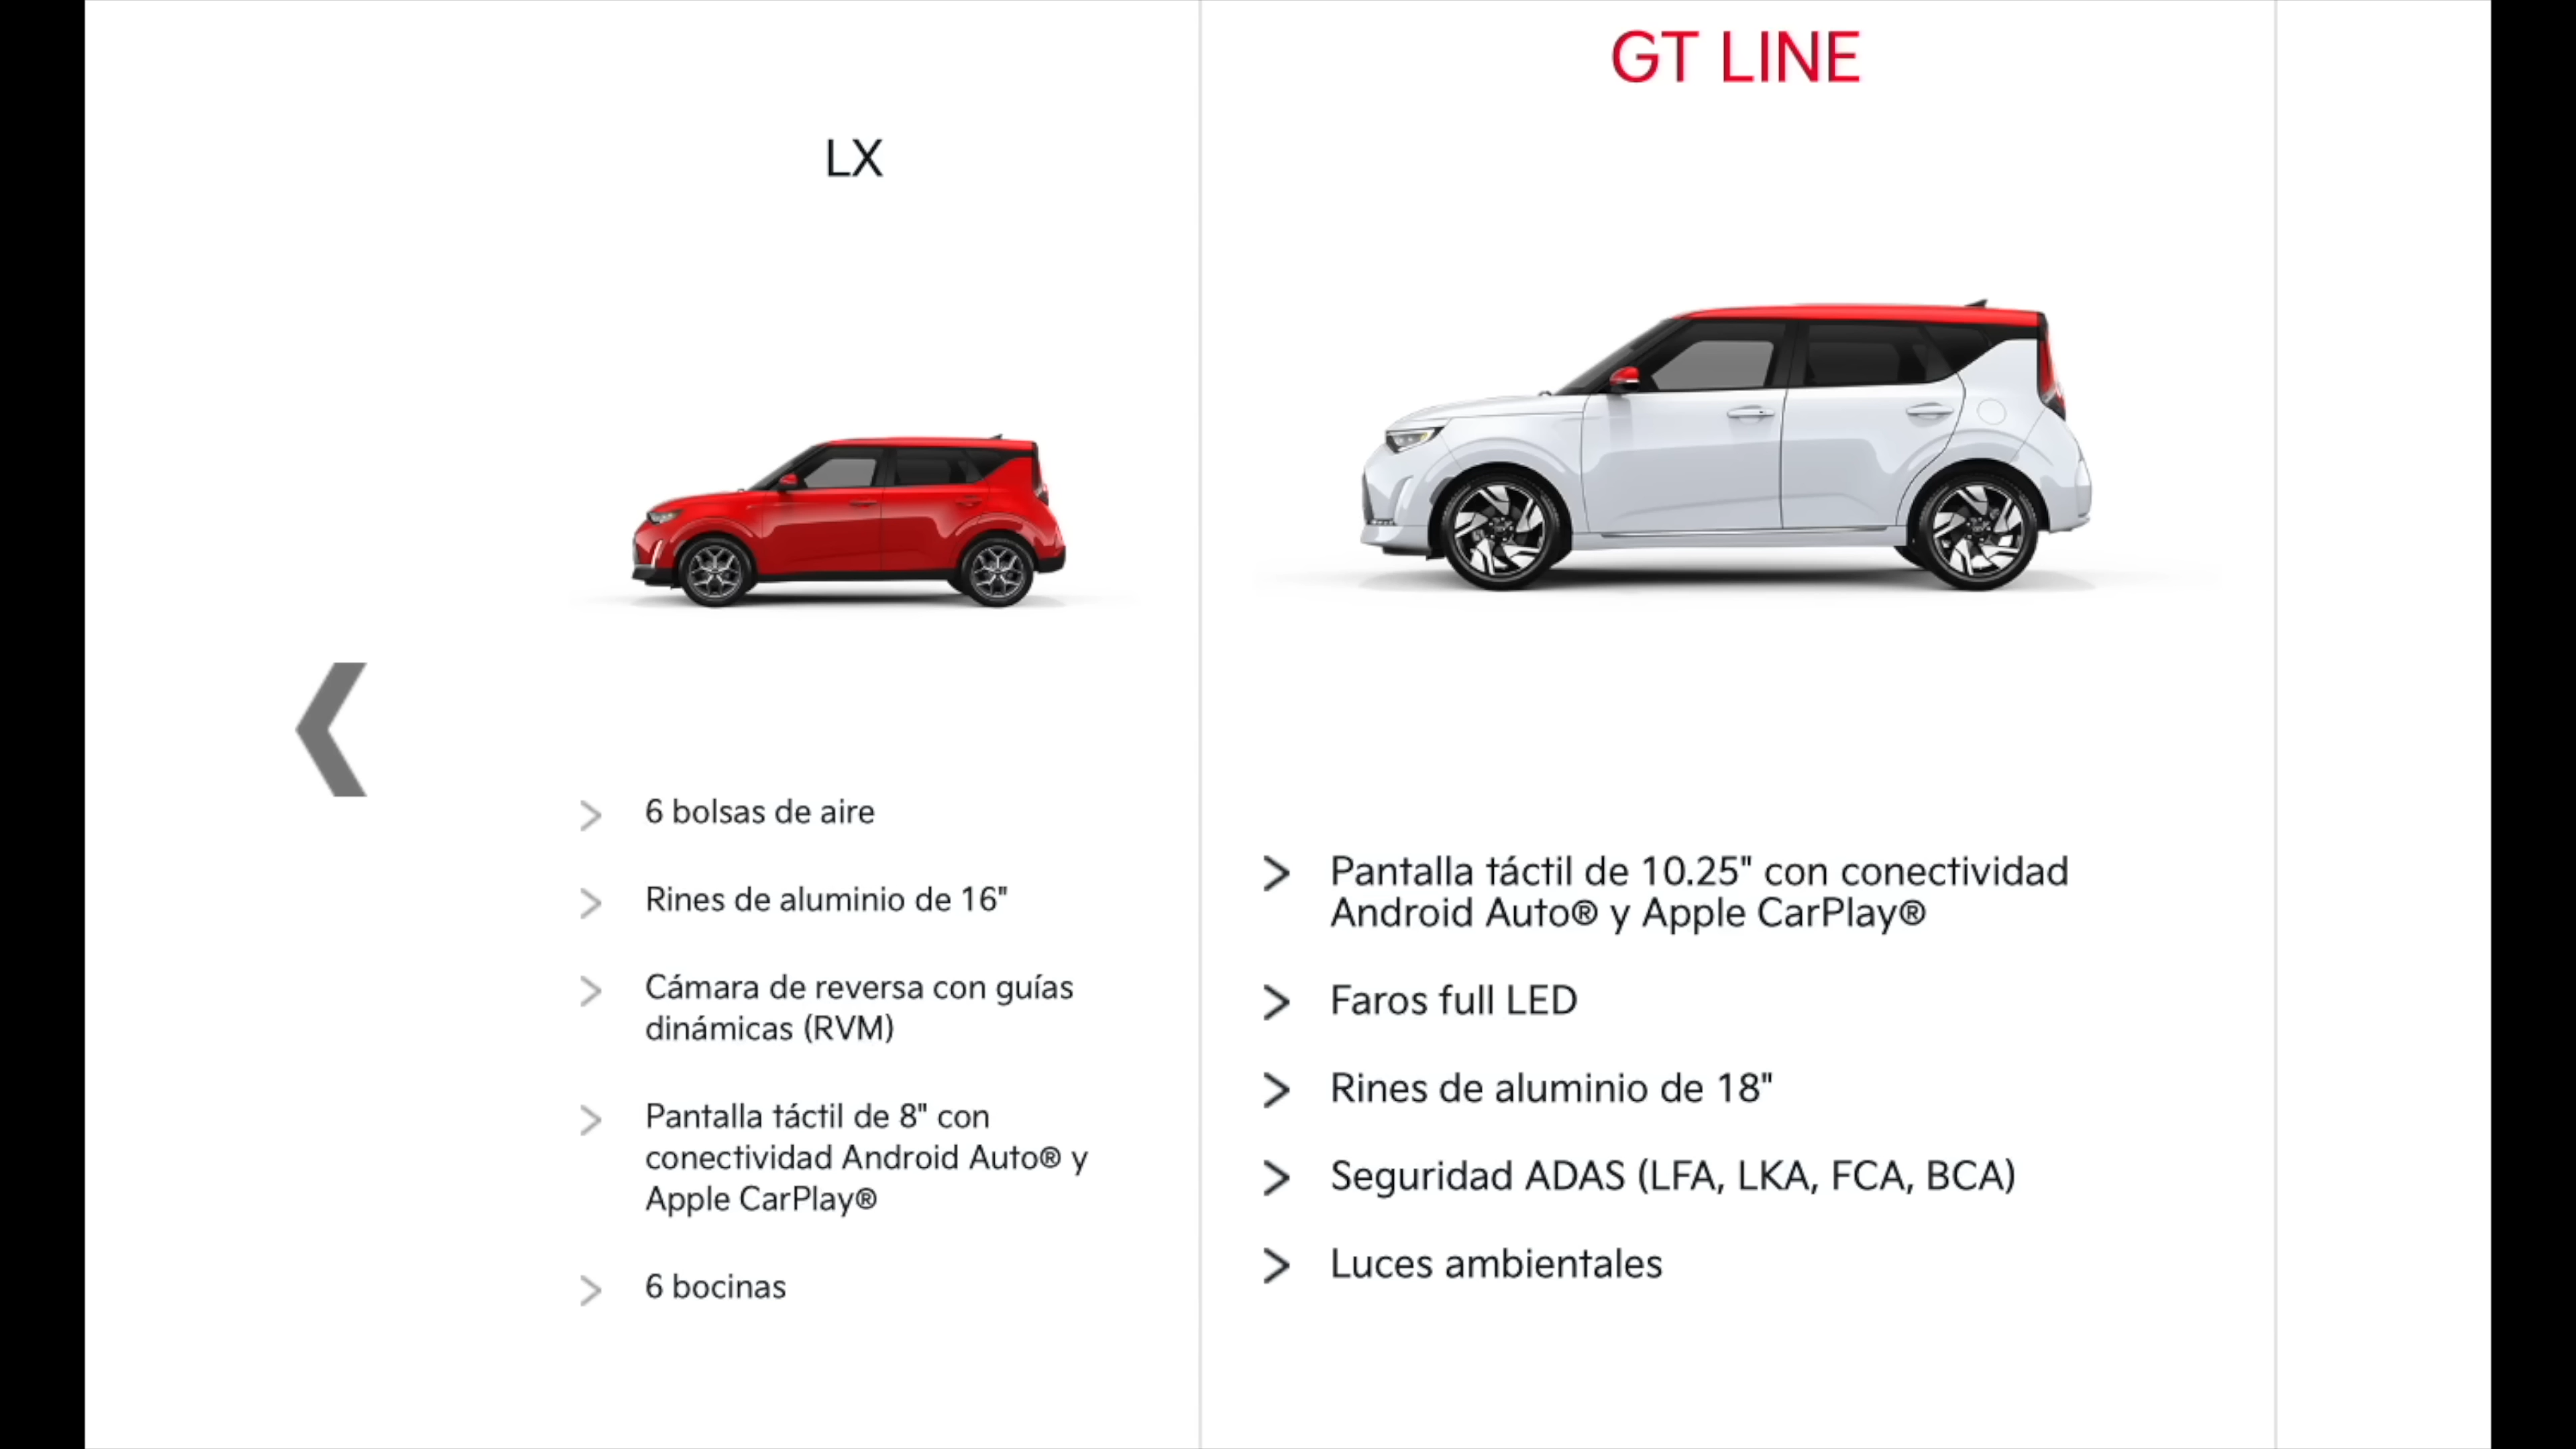 LX
6 bolsas de aire
Rines de aluminio de 16"
Cámara de reversa con guías
dinámicas (RVM)
Pantalla táctil de 8" con
conectividad Android Auto® y
Apple CarPlay®
6 bocinas
GT LINE
Pantalla táctil de 10.25" con conectividad
Android Auto® y Apple CarPlay®
Faros full LED
Rines de aluminio de 18"
Seguridad ADAS (LFA, LKA, FCA, BCA)
Luces ambientales